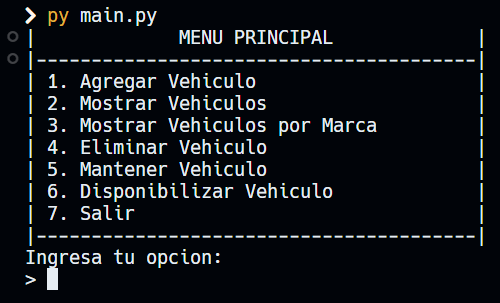 ❯ py main.py
|             MENU PRINCIPAL             |
|----------------------------------------|
| 1. Agregar Vehiculo                    |
| 2. Mostrar Vehiculos                   |
| 3. Mostrar Vehiculos por Marca         |
| 4. Eliminar Vehiculo                   |
| 5. Mantener Vehiculo                   |
| 6. Disponibilizar Vehiculo             |
| 7. Salir                               |
|----------------------------------------|
Ingresa tu opcion:
>